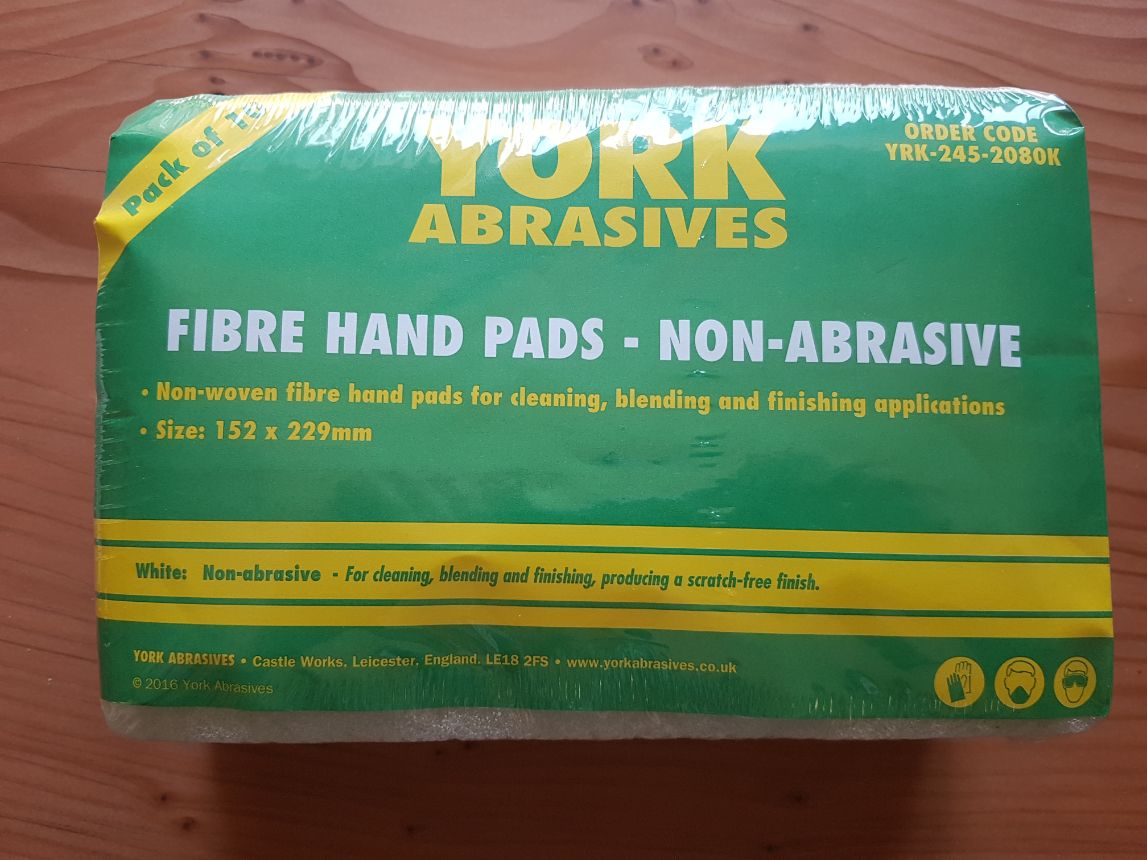 Pack of
YORK
ABRASIVES
ORDER CODE
YRK-245-2080K
FIBRE HAND PADS - NON-ABRASIVE
• Non-woven fibre hand pads for cleaning, blending and finishing applications
• Size: 152 x 229mm
White: Non-abrasive - For cleaning, blending and finishing, producing a scratch-free finish.
YORK ABRASIVES • Castle Works, Leicester, England. LE18 2FS • www.yorkabrasives.co.uk
© 2016 York Abrasives